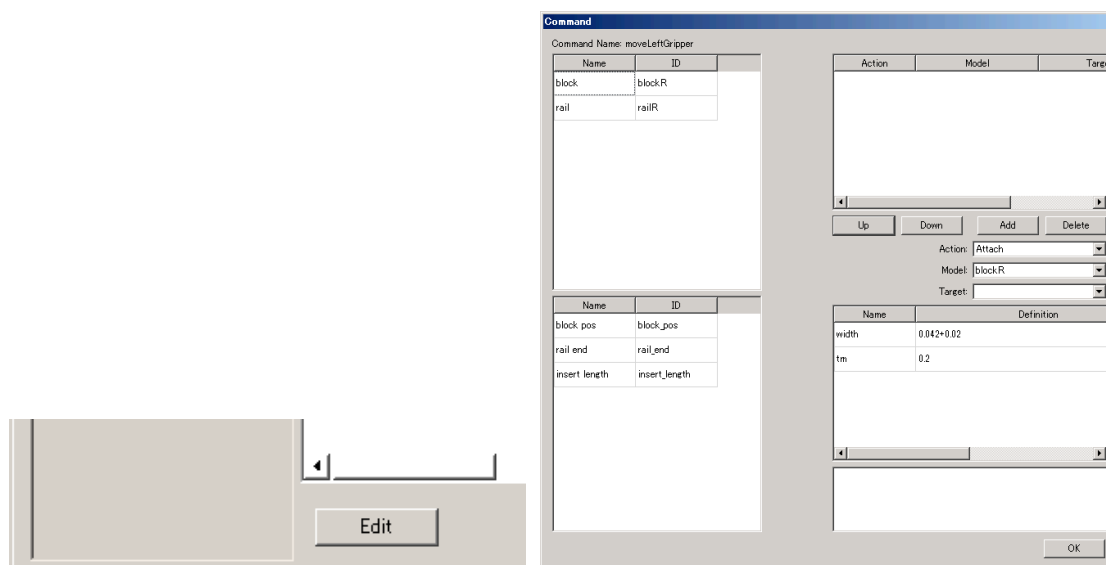 Edit
Command
Command Name: moveLeftGripper
Name ID
block blockR
rail railR
Name ID
block pos block_pos
rail end rail_end
insert length insert_length
Action Model
Up Down Add Delete
Action: Attach
Model: blockR
Target:
Name Definition
width 0.042+0.02
tm 0.2
OK